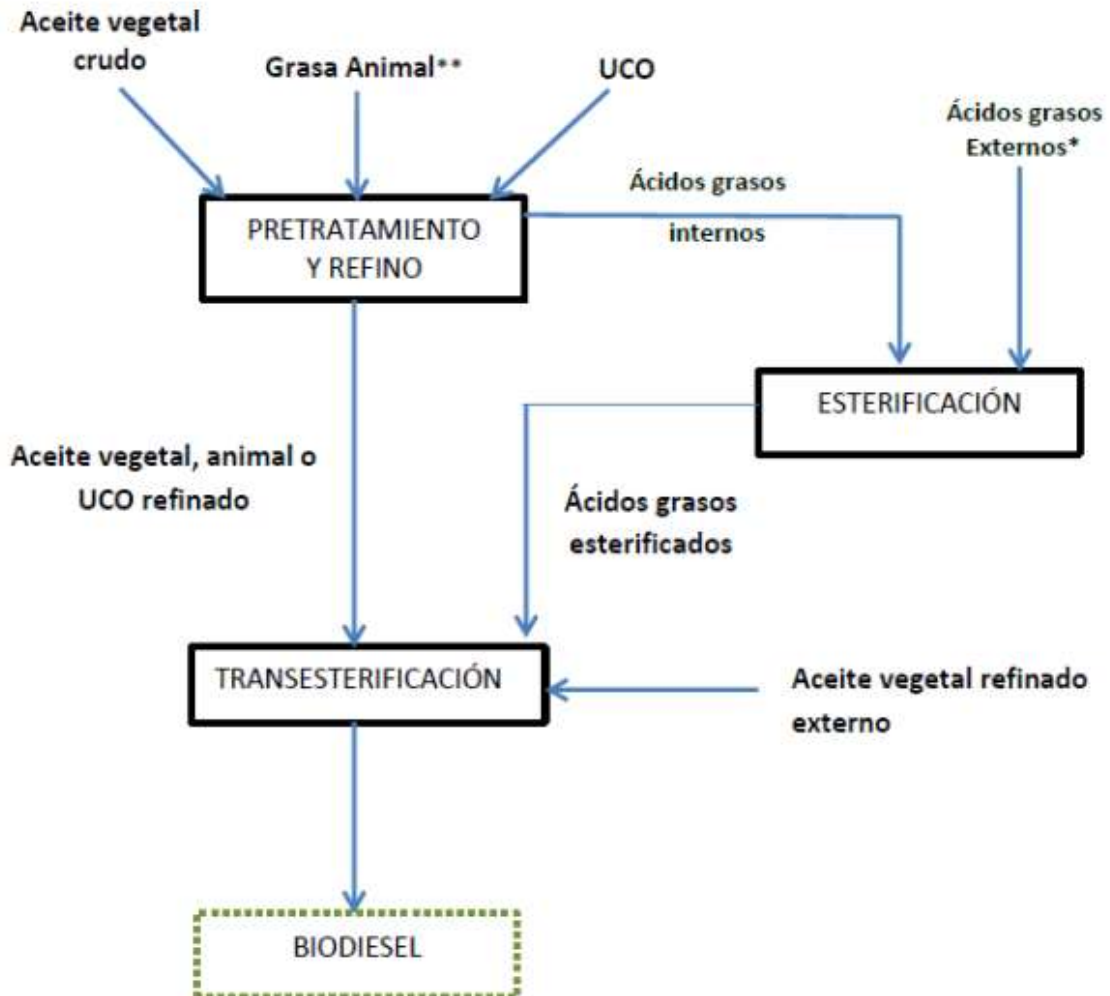 Aceite vegetal
crudo
Grasa Animal**
UCO
Ácidos grasos
Externos*
Ácidos grasos
internos
PRETRATAMIENTO
Y REFINO
ESTERIFICACIÓN
Aceite vegetal, animal o
UCO refinado
Ácidos grasos
esterificados
TRANSESTERIFICACIÓN
Aceite vegetal refinado
externo
BIODIESEL